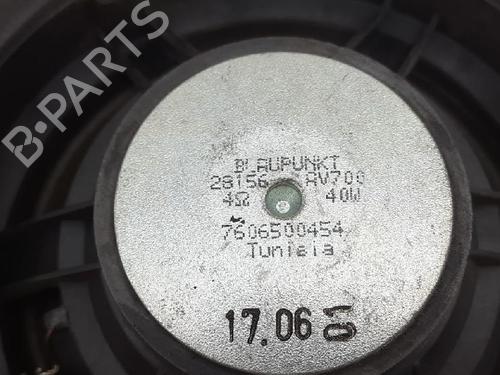 B-PARTS
BLAUPUNKT
28156 AV700
4Ω 40W
7606500454
Tunisia
17.06 01